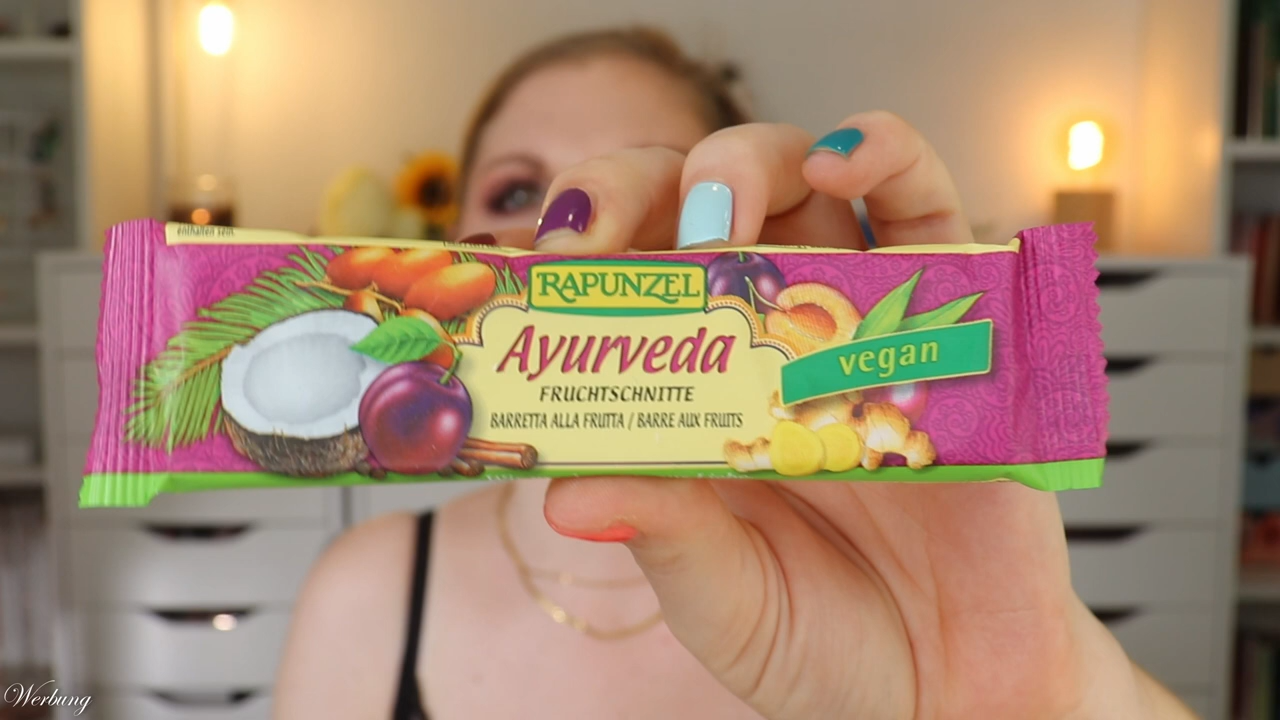 enthalten sein.
RAPUNZEL
Ayurveda
vegan
FRUCHTSCHNITTE
BARRETTA ALLA FRUTTA / BARRE AUX FRUITS
Werbung